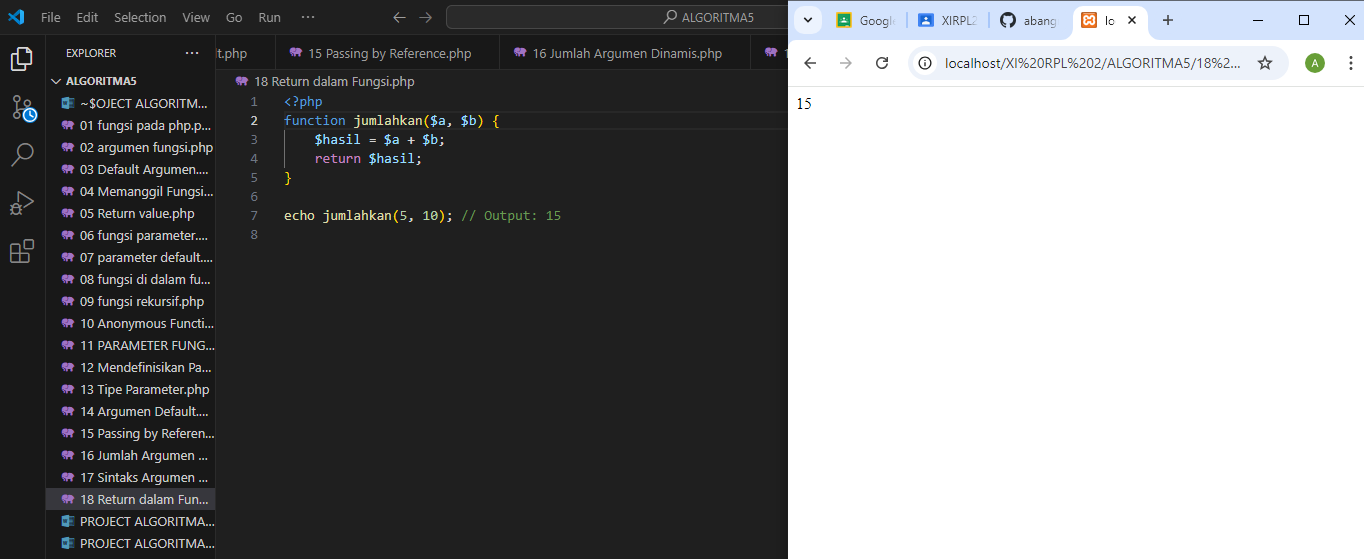 File Edit Selection View Go Run ···
ALGORITMA5
EXPLORER ···
ALGORITMA5
~$OJECT ALGORITM...
01 fungsi pada php.p...
02 argumen fungsi.php
03 Default Argumen....
04 Memanggil Fungsi...
05 Return value.php
06 fungsi parameter....
07 parameter default....
08 fungsi di dalam fu...
09 fungsi rekursif.php
10 Anonymous Functi...
11 PARAMETER FUNG...
12 Mendefinisikan Pa...
13 Tipe Parameter.php
14 Argumen Default....
15 Passing by Referen...
16 Jumlah Argumen ...
17 Sintaks Argumen ...
18 Return dalam Fun...
PROJECT ALGORITMA...
PROJECT ALGORITMA...
lt.php 15 Passing by Reference.php 16 Jumlah Argumen Dinamis.php 1
18 Return dalam Fungsi.php
1 <?php
2 function jumlahkan($a, $b) {
3 $hasil = $a + $b;
4 return $hasil;
5 }
6
7 echo jumlahkan(5, 10); // Output: 15
8
Google XIRPL2 abang lo
localhost/XI%20RPL%202/ALGORITMA5/18%2... A
15